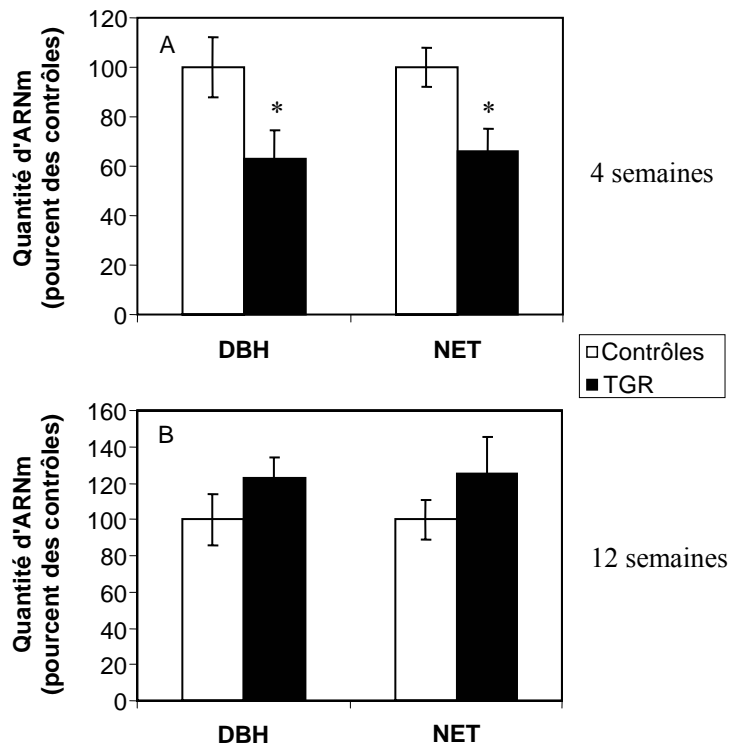 A
Quantité d'ARNm
(pourcent des contrôles)
120
100
80
60
40
20
0
*
*
DBH
NET
4 semaines
Contrôles
TGR
B
Quantité d'ARNm
(pourcent des contrôles)
160
140
120
100
80
60
40
20
0
DBH
NET
12 semaines